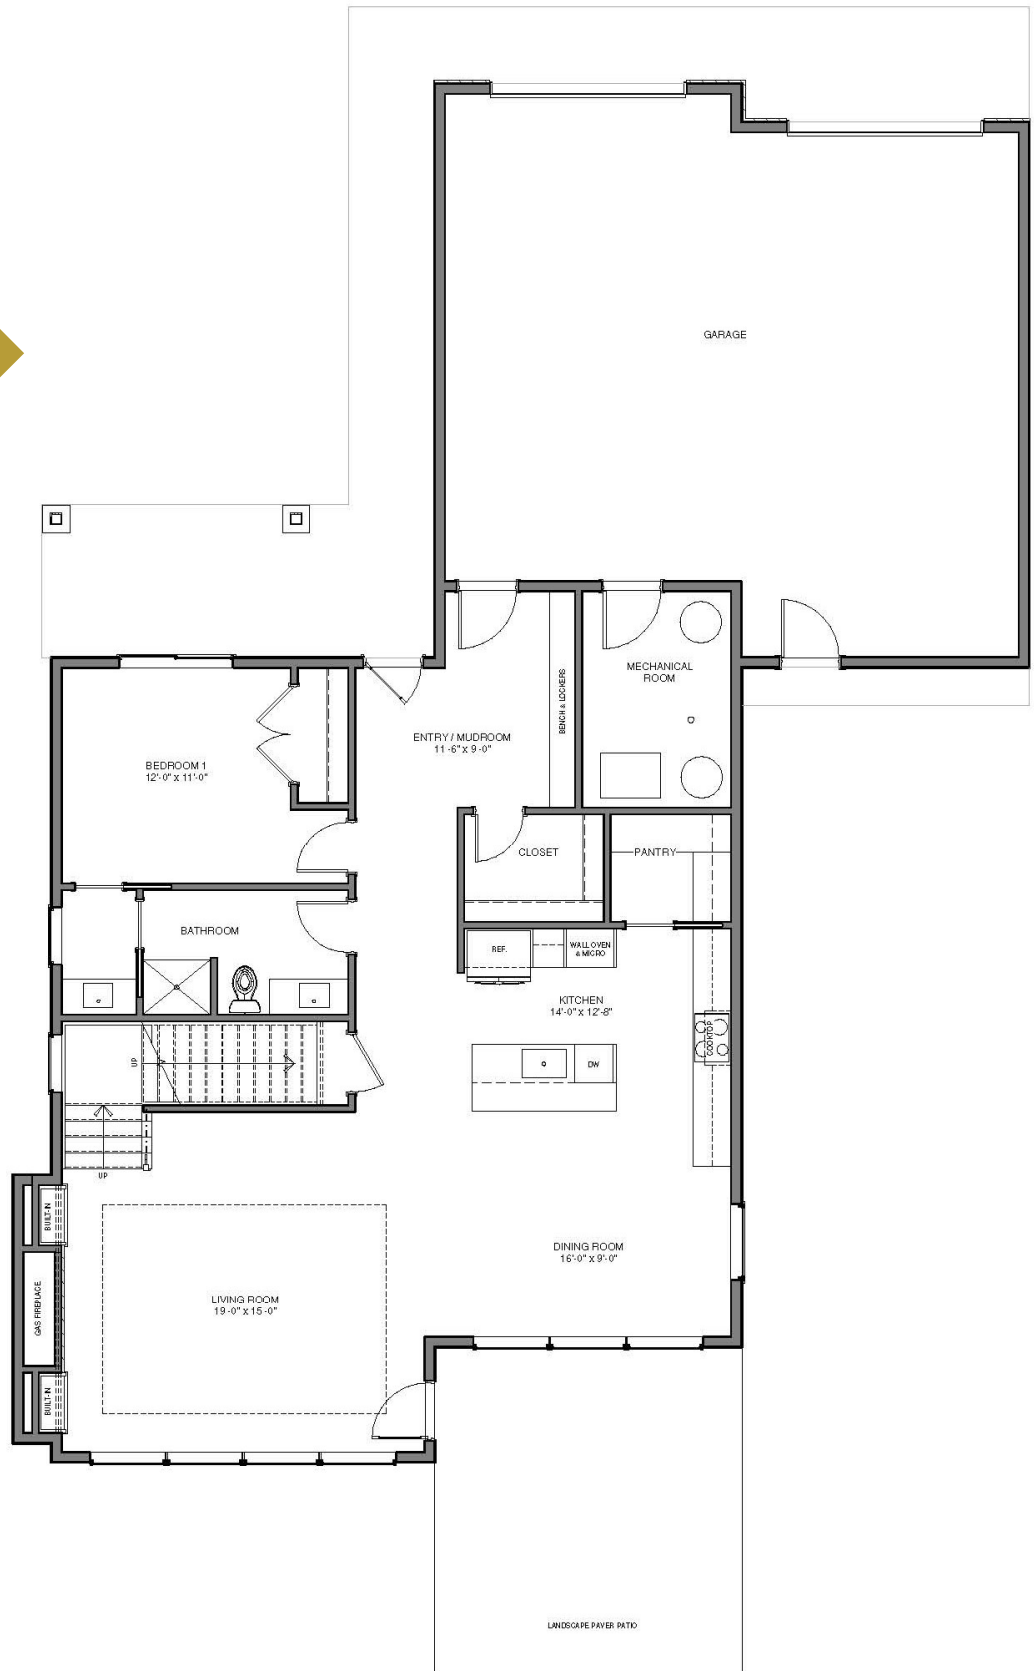 GARAGE
MECHANICAL
ROOM
BENCH & LOCKERS
ENTRY / MUDROOM
11'-6" x 9'-0"
BEDROOM 1
12'-0" x 11'-0"
CLOSET
PANTRY
BATHROOM
REF.
WALL OVEN
& MICRO
KITCHEN
14'-0" x 12'-8"
COOKTOP
UP
DW
UP
BUILT-IN
DINING ROOM
16'-0" x 9'-0"
LIVING ROOM
19'-0" x 15'-0"
GAS FIREPLACE
BUILT-IN
LANDSCAPE PAVER PATIO